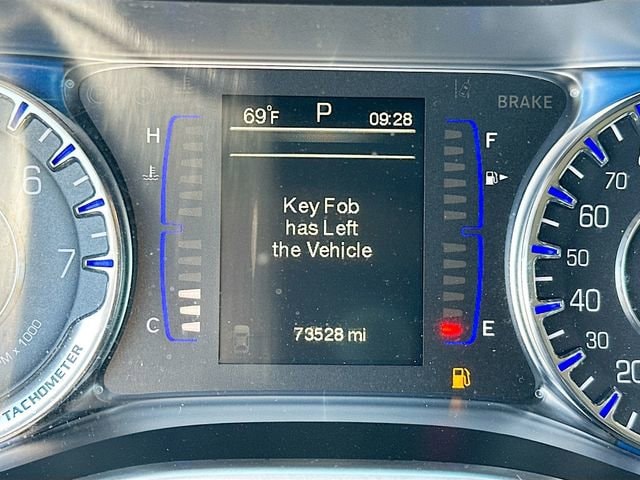 69°F P 09:28
BRAKE
H
F
6
7
Key Fob
has Left
the Vehicle
C
E
73528 mi
70
60
50
40
30
20
x 1000
TACHOMETER